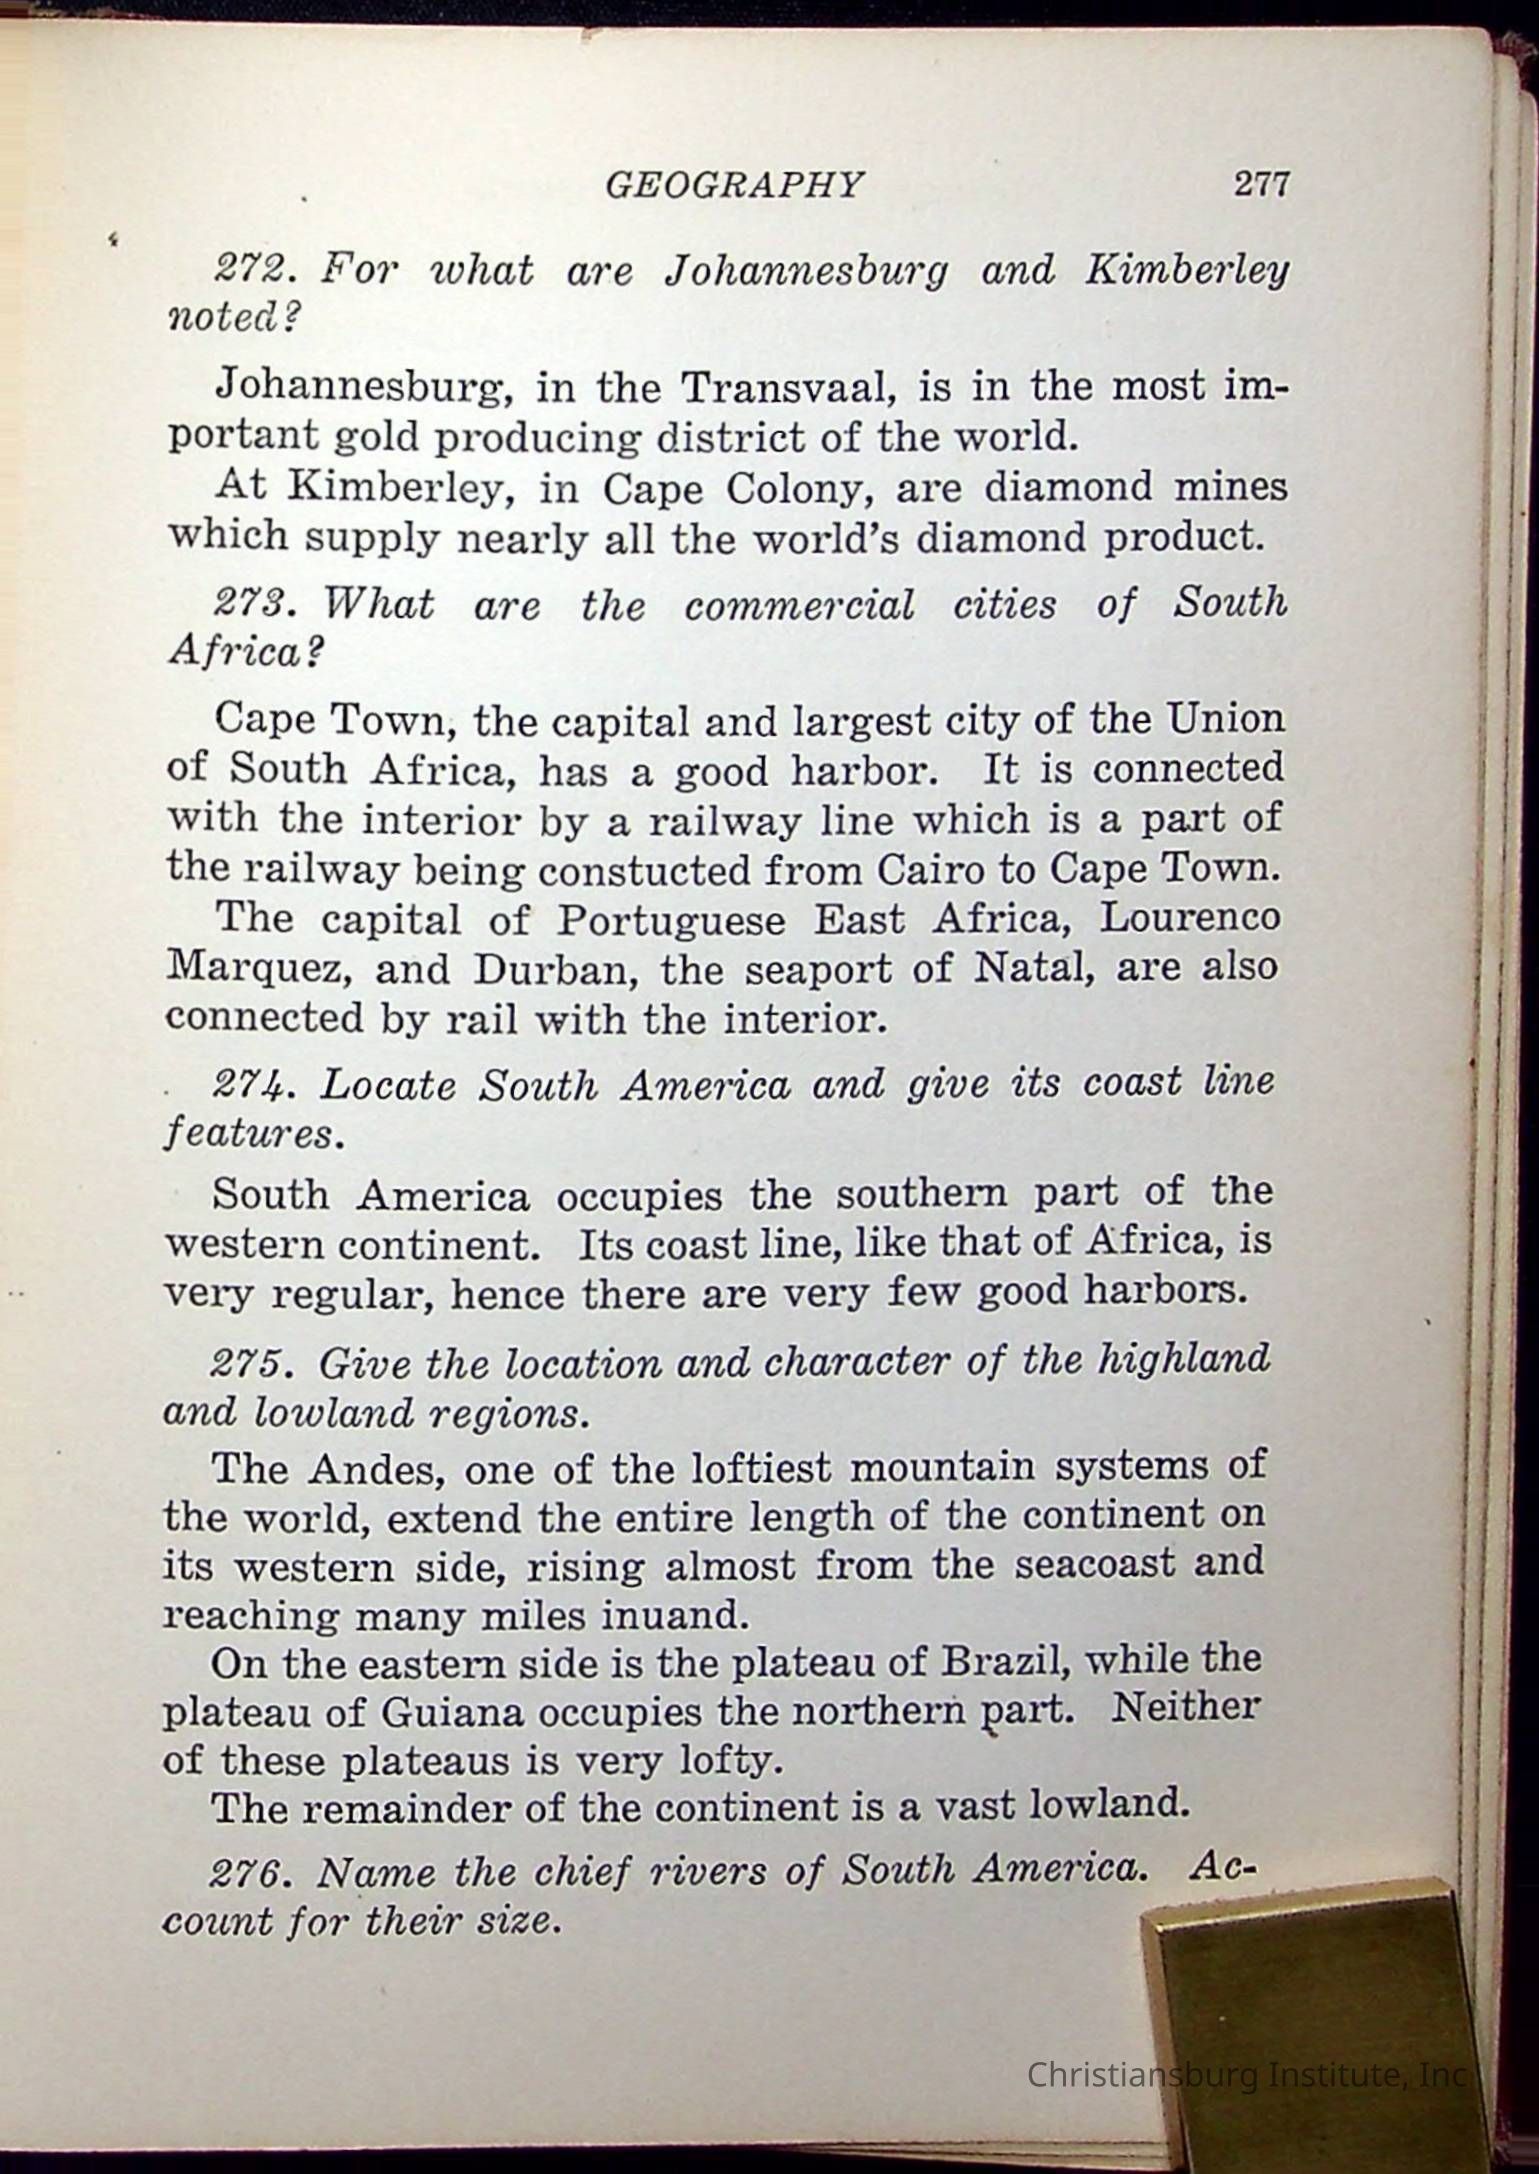 GEOGRAPHY 277
272. For what are Johannesburg and Kimberley
noted?
Johannesburg, in the Transvaal, is in the most im-
portant gold producing district of the world.
At Kimberley, in Cape Colony, are diamond mines
which supply nearly all the world's diamond product.
273. What are the commercial cities of South
Africa?
Cape Town, the capital and largest city of the Union
of South Africa, has a good harbor. It is connected
with the interior by a railway line which is a part of
the railway being constucted from Cairo to Cape Town.
The capital of Portuguese East Africa, Lourenco
Marquez, and Durban, the seaport of Natal, are also
connected by rail with the interior.
274. Locate South America and give its coast line
features.
South America occupies the southern part of the
western continent. Its coast line, like that of Africa, is
very regular, hence there are very few good harbors.
275. Give the location and character of the highland
and lowland regions.
The Andes, one of the loftiest mountain systems of
the world, extend the entire length of the continent on
its western side, rising almost from the seacoast and
reaching many miles inuand.
On the eastern side is the plateau of Brazil, while the
plateau of Guiana occupies the northern part. Neither
of these plateaus is very lofty.
The remainder of the continent is a vast lowland.
276. Name the chief rivers of South America. Ac-
count for their size.
Christiansburg Institute, Inc